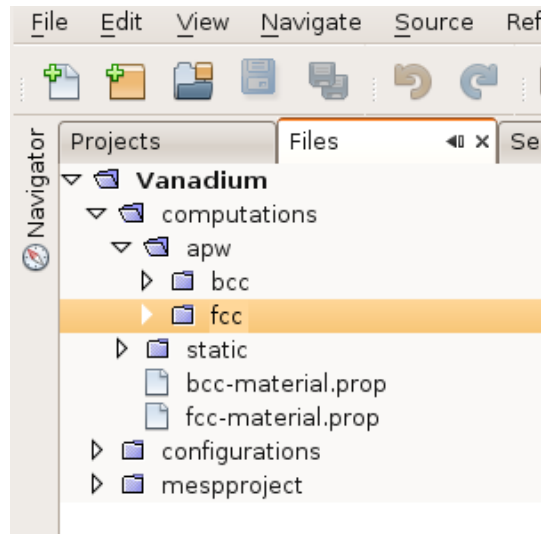 File Edit View Navigate Source Ref
Projects Files Se
Navigator
Vanadium
computations
apw
bcc
fcc
static
bcc-material.prop
fcc-material.prop
configurations
mespproject